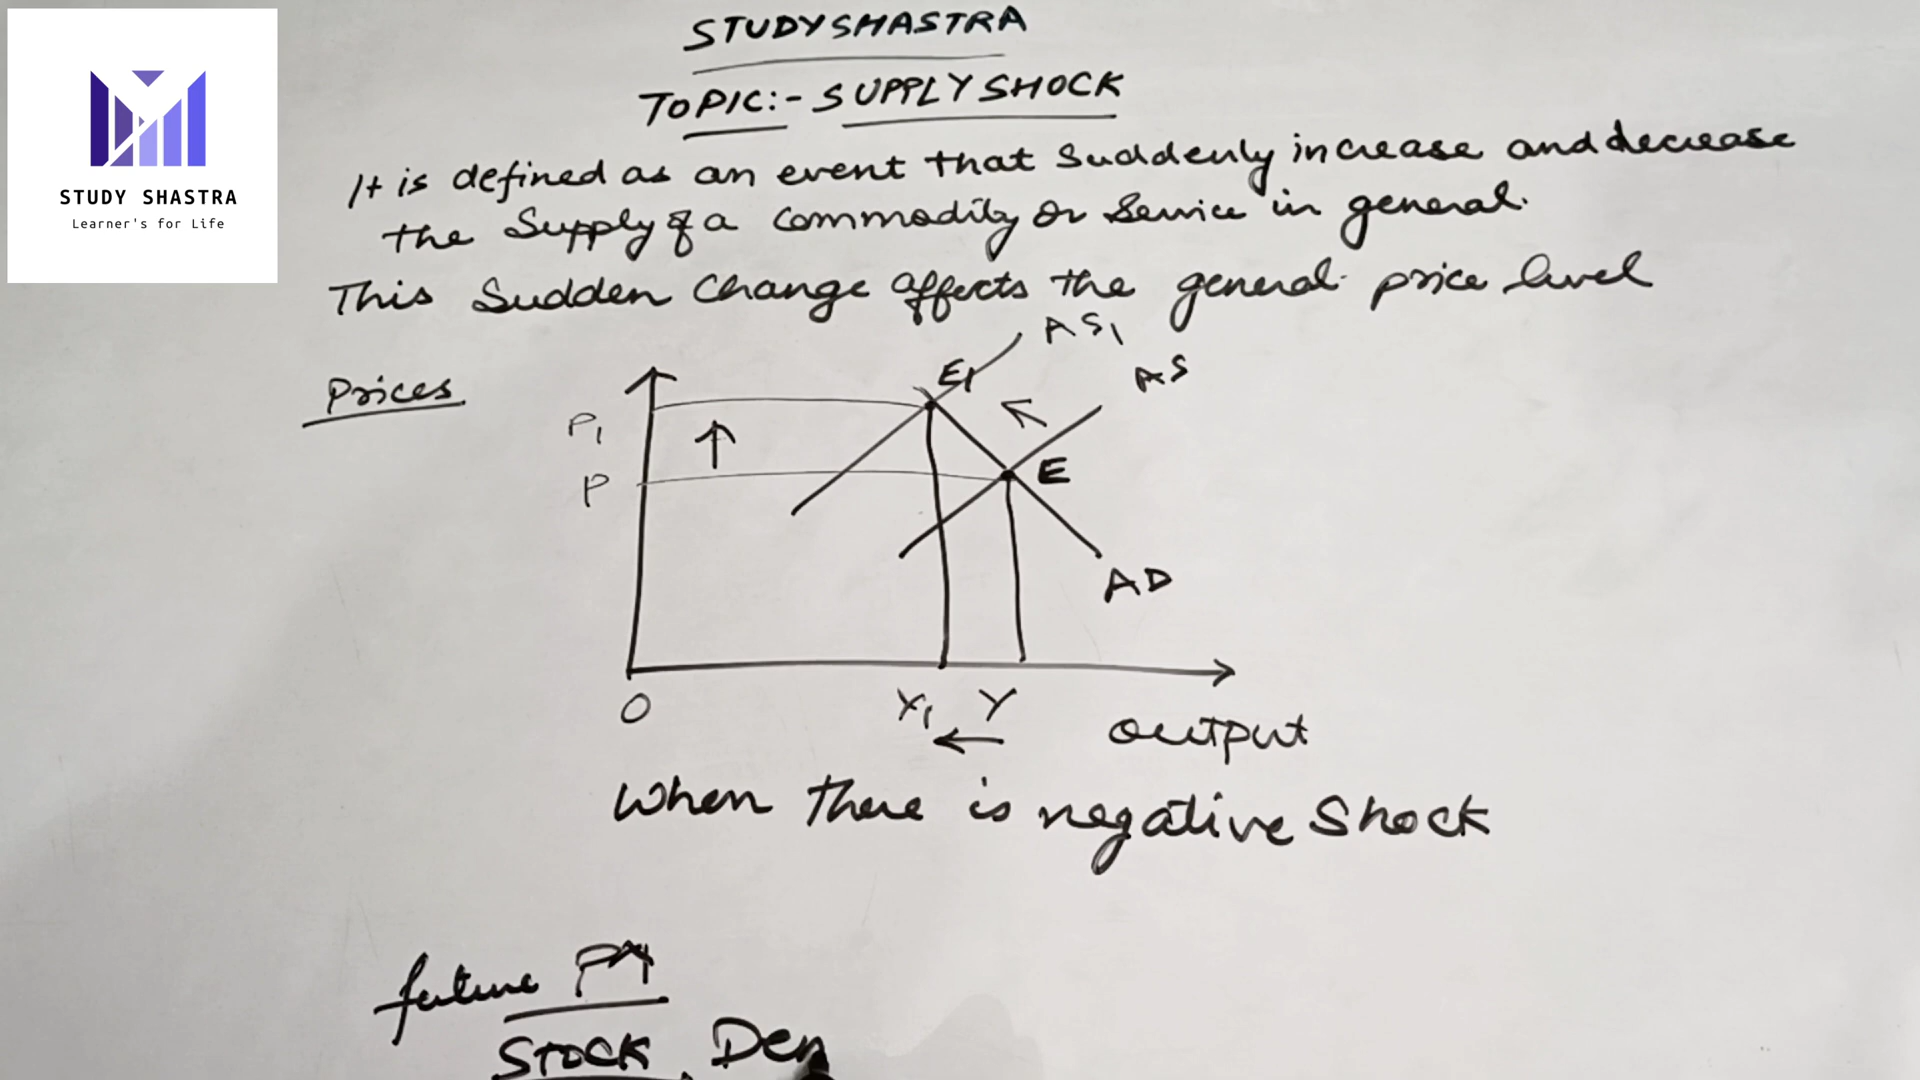 STUDYSHASTRA
TOPIC:- SUPPLY SHOCK
STUDY SHASTRA
Learner's for Life
It is defined as an event that suddenly increase and decrease
the supply of a commodity or service in general.
This sudden change affects the general price level
Prices
AS1
AS
E1
P1
E
P
AD
O
Y1
Y
output
When there is negative shock
future P↑
STOCK, Dem